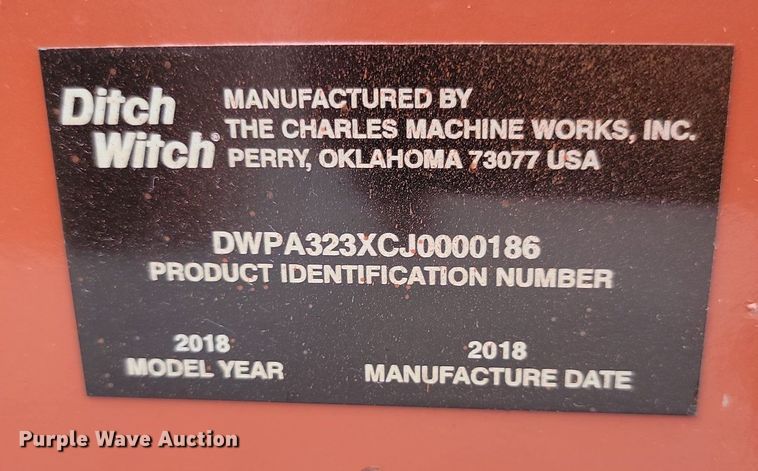 Ditch
Witch®
MANUFACTURED BY
THE CHARLES MACHINE WORKS, INC.
PERRY, OKLAHOMA 73077 USA
DWPA323XCJ0000186
PRODUCT IDENTIFICATION NUMBER
2018
MODEL YEAR
2018
MANUFACTURE DATE
Purple Wave Auction